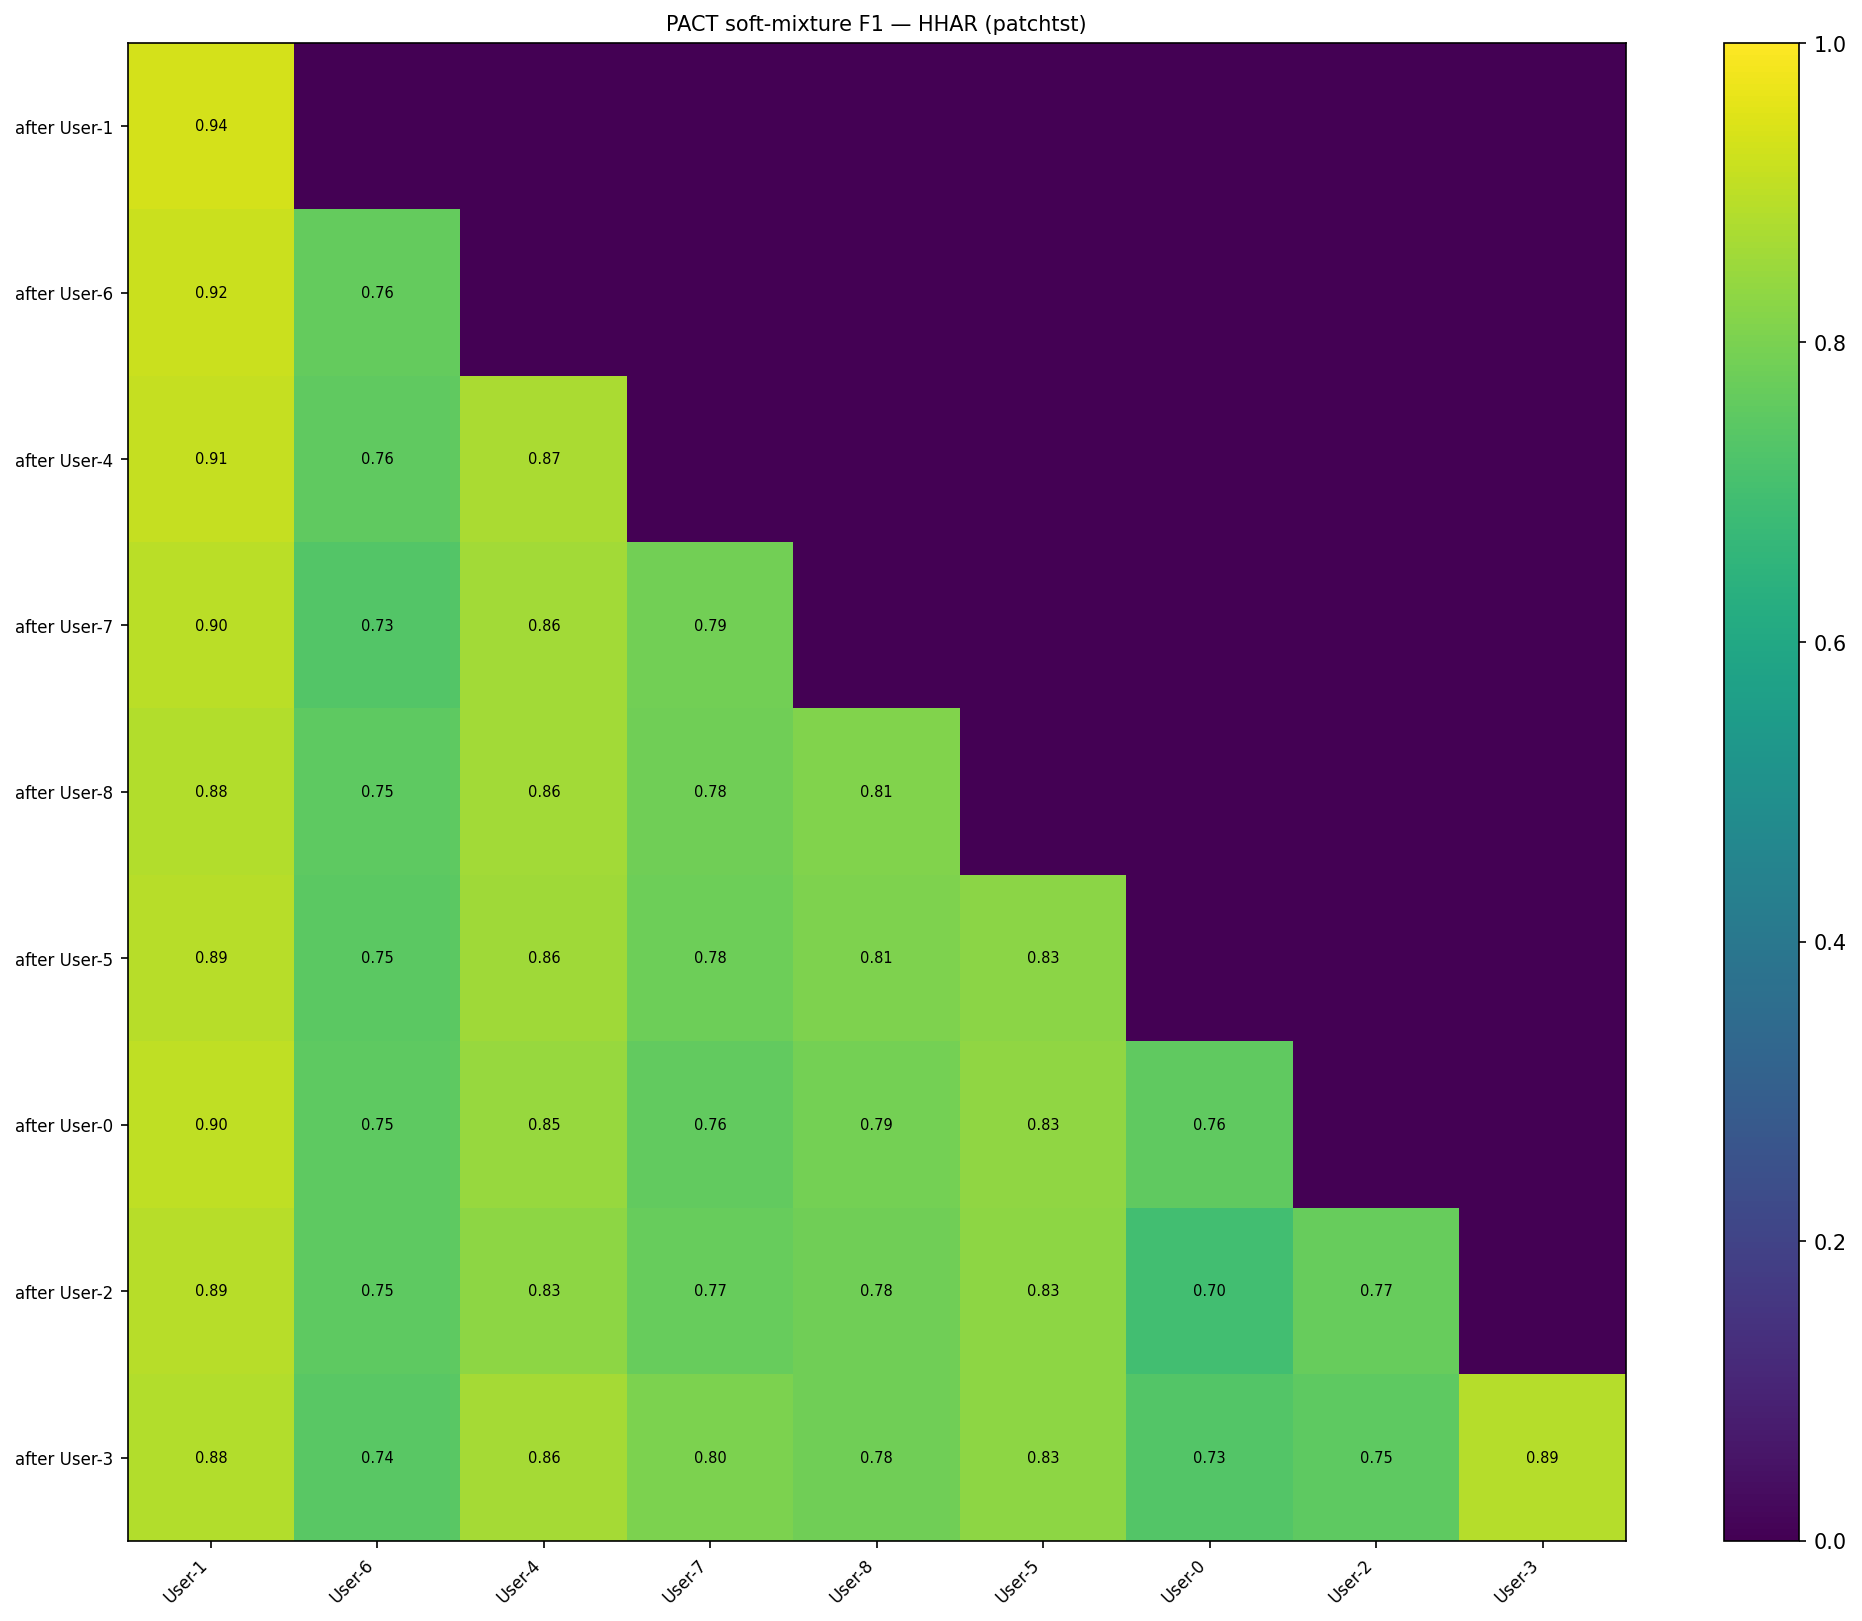 PACT soft-mixture F1 — HHAR (patchtst)
1.0
after User-1 0.94
after User-6 0.92 0.76
0.8
after User-4 0.91 0.76 0.87
after User-7 0.90 0.73 0.86 0.79
0.6
after User-8 0.88 0.75 0.86 0.78 0.81
0.4
after User-5 0.89 0.75 0.86 0.78 0.81 0.83
after User-0 0.90 0.75 0.85 0.76 0.79 0.83 0.76
0.2
after User-2 0.89 0.75 0.83 0.77 0.78 0.83 0.70 0.77
after User-3 0.88 0.74 0.86 0.80 0.78 0.83 0.73 0.75 0.89
0.0
User-1 User-6 User-4 User-7 User-8 User-5 User-0 User-2 User-3